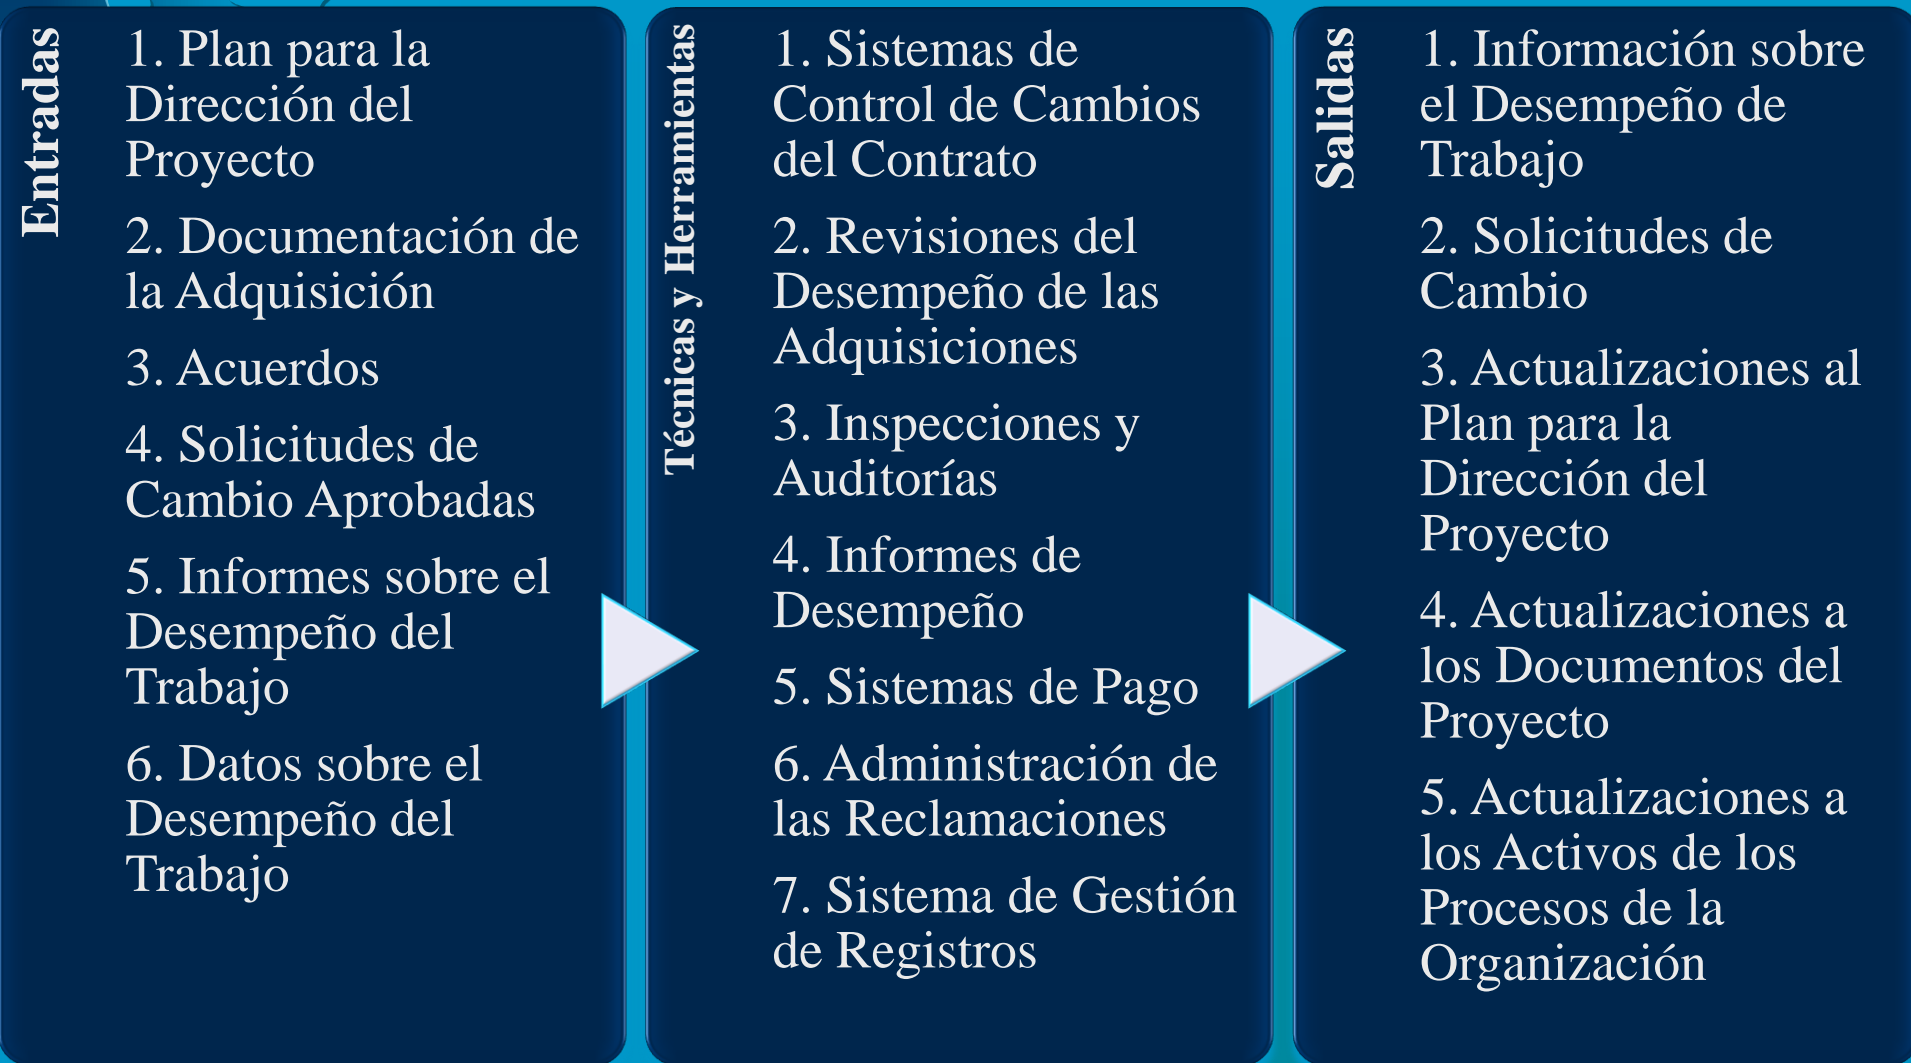 Entradas
1. Plan para la
Dirección del
Proyecto
2. Documentación de
la Adquisición
3. Acuerdos
4. Solicitudes de
Cambio Aprobadas
5. Informes sobre el
Desempeño del
Trabajo
6. Datos sobre el
Desempeño del
Trabajo
Técnicas y Herramientas
1. Sistemas de
Control de Cambios
del Contrato
2. Revisiones del
Desempeño de las
Adquisiciones
3. Inspecciones y
Auditorías
4. Informes de
Desempeño
5. Sistemas de Pago
6. Administración de
las Reclamaciones
7. Sistema de Gestión
de Registros
Salidas
1. Información sobre
el Desempeño de
Trabajo
2. Solicitudes de
Cambio
3. Actualizaciones al
Plan para la
Dirección del
Proyecto
4. Actualizaciones a
los Documentos del
Proyecto
5. Actualizaciones a
los Activos de los
Procesos de la
Organización